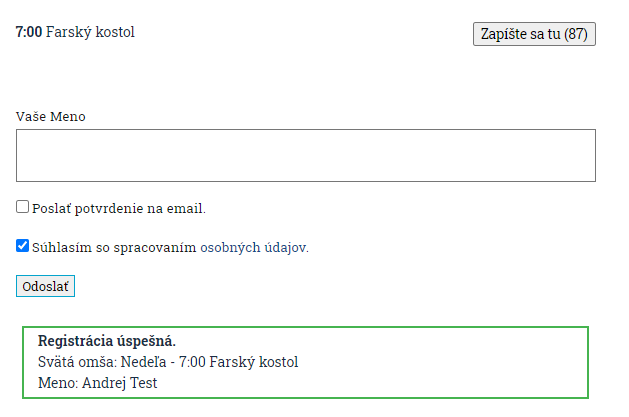 7:00 Farský kostol Zapíšte sa tu (87)
Vaše Meno
Poslať potvrdenie na email.
Súhlasím so spracovaním osobných údajov.
Odoslať
Registrácia úspešná.
Svätá omša: Nedeľa - 7:00 Farský kostol
Meno: Andrej Test